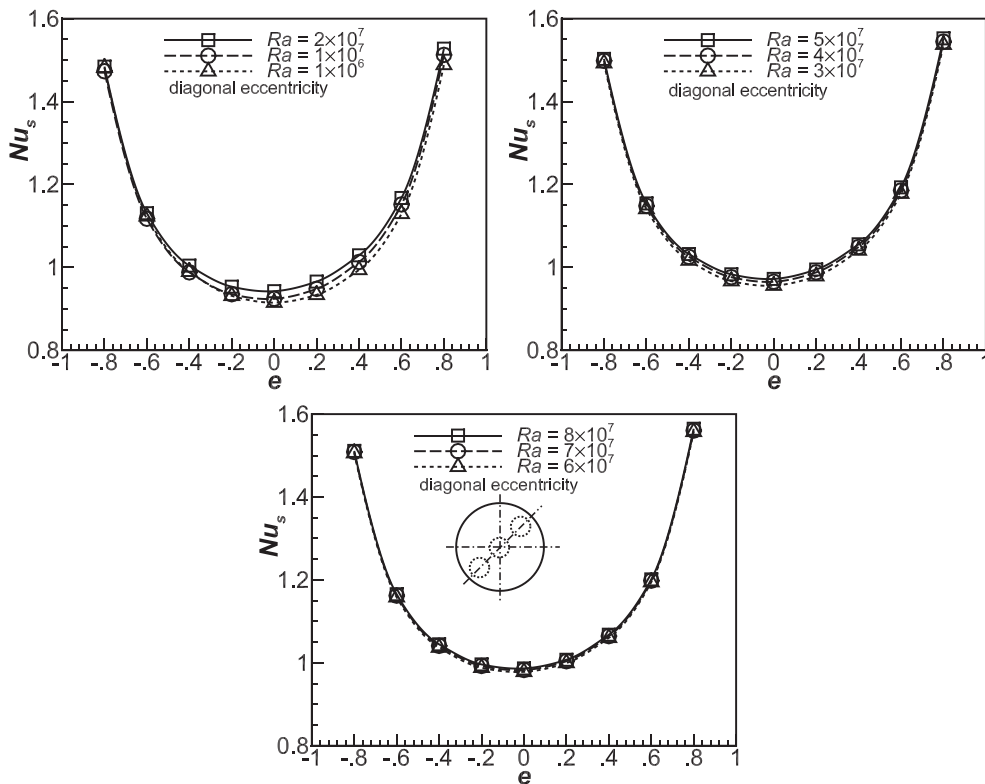 1.6
1.4
1.2
1
0.8
Nu_s
Ra = 2×10^7
Ra = 1×10^7
Ra = 1×10^6
diagonal eccentricity
-1 -.8 -.6 -.4 -.2 0 .2 .4 .6 .8 1
e
1.6
1.4
1.2
1
0.8
Nu_s
Ra = 5×10^7
Ra = 4×10^7
Ra = 3×10^7
diagonal eccentricity
-1 -.8 -.6 -.4 -.2 0 .2 .4 .6 .8 1
e
1.6
1.4
1.2
1
0.8
Nu_s
Ra = 8×10^7
Ra = 7×10^7
Ra = 6×10^7
diagonal eccentricity
-1 -.8 -.6 -.4 -.2 0 .2 .4 .6 .8 1
e